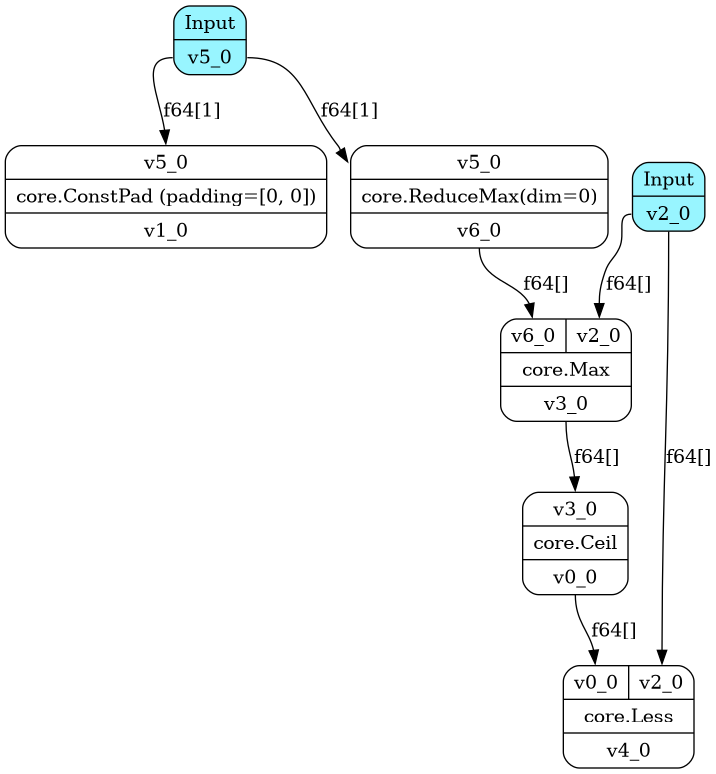 Input
v5_0
f64[1]
f64[1]
v5_0
core.ConstPad (padding=[0, 0])
v1_0
v5_0
core.ReduceMax(dim=0)
v6_0
Input
v2_0
f64[]
f64[]
v6_0 v2_0
core.Max
v3_0
f64[]
f64[]
v3_0
core.Ceil
v0_0
f64[]
v0_0 v2_0
core.Less
v4_0